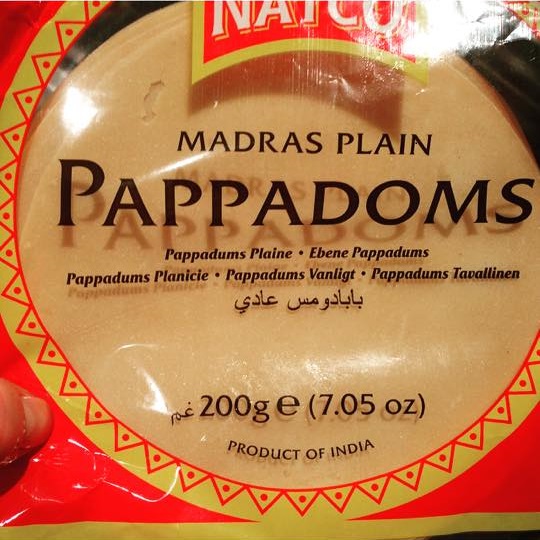 NATCO
MADRAS PLAIN
PAPPADOMS
Pappadums Plaine • Ebene Pappadums
Pappadums Planicie • Pappadums Vanligt • Pappadums Tavallinen
بابادومس عادي
غم 200g e (7.05 oz)
PRODUCT OF INDIA